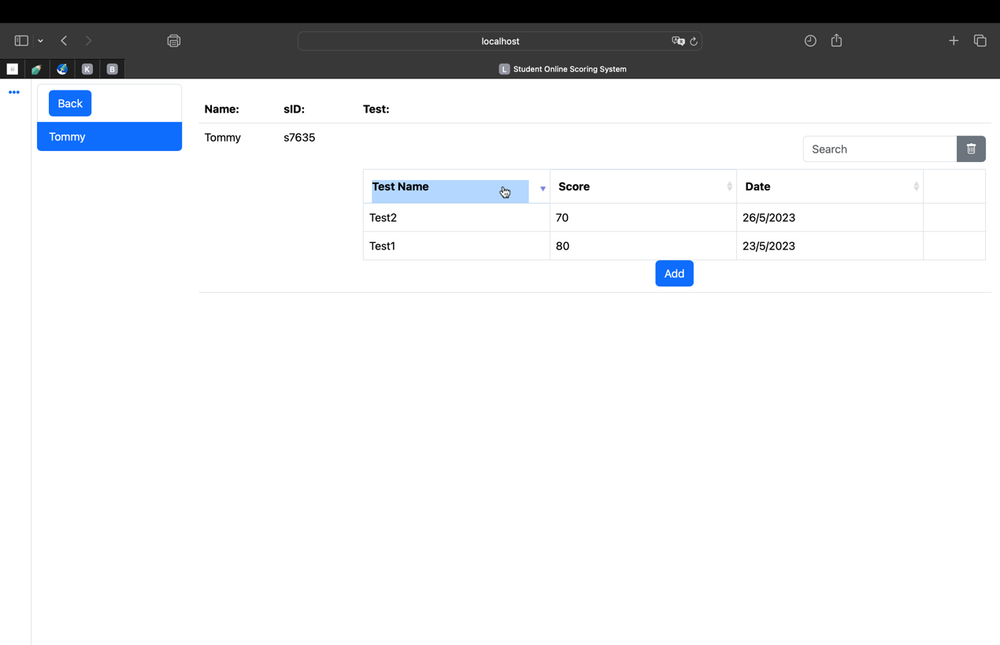 localhost
K
B
L Student Online Scoring System
Back
Tommy
Name: sID: Test:
Tommy s7635
Search
Test Name Score Date
Test2 70 26/5/2023
Test1 80 23/5/2023
Add